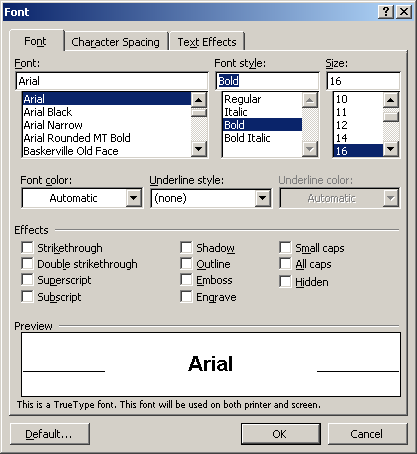 Font
Font Character Spacing Text Effects
Font: Font style: Size:
Arial Bold 16
Arial Regular 10
Arial Black Italic 11
Arial Narrow Bold 12
Arial Rounded MT Bold Bold Italic 14
Baskerville Old Face 16
Font color: Underline style: Underline color:
Automatic (none) Automatic
Effects
Strikethrough Shadow Small caps
Double strikethrough Outline All caps
Superscript Emboss Hidden
Subscript Engrave
Preview
Arial
This is a TrueType font. This font will be used on both printer and screen.
Default... OK Cancel